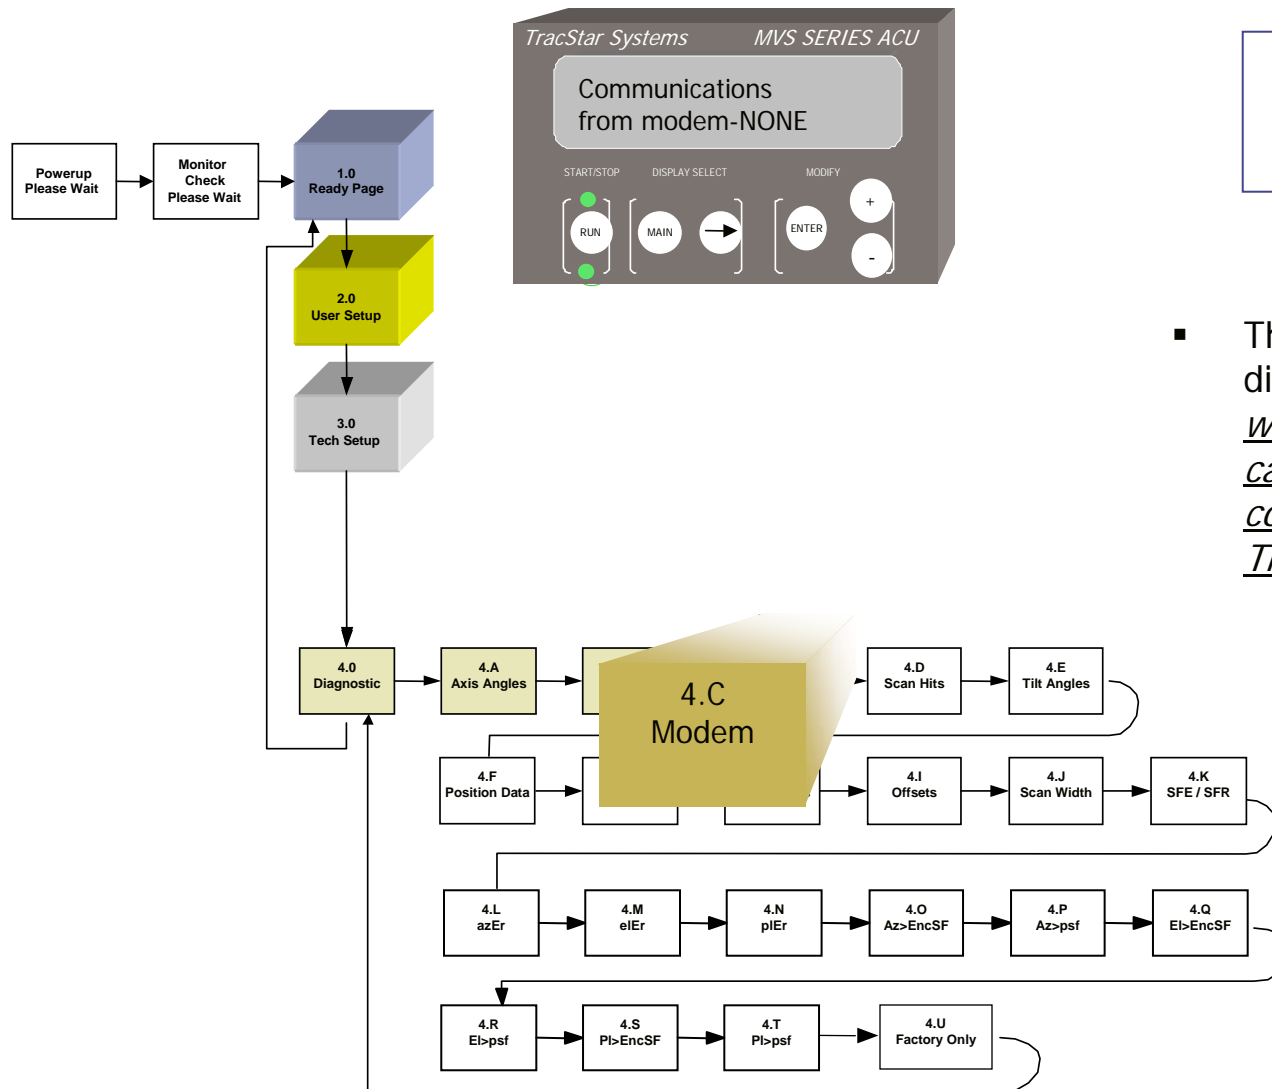 TracStar Systems MVS SERIES ACU
Communications
from modem-NONE
START/STOP DISPLAY SELECT MODIFY
RUN MAIN ENTER + -
Powerup
Please Wait
Monitor
Check
Please Wait
1.0
Ready Page
2.0
User Setup
3.0
Tech Setup
4.0
Diagnostic
4.A
Axis Angles
4.C
Modem
4.D
Scan Hits
4.E
Tilt Angles
4.F
Position Data
4.I
Offsets
4.J
Scan Width
4.K
SFE / SFR
4.L
azEr
4.M
elEr
4.N
plEr
4.O
Az>EncSF
4.P
Az>psf
4.Q
El>EncSF
4.R
El>psf
4.S
Pl>EncSF
4.T
Pl>psf
4.U
Factory Only